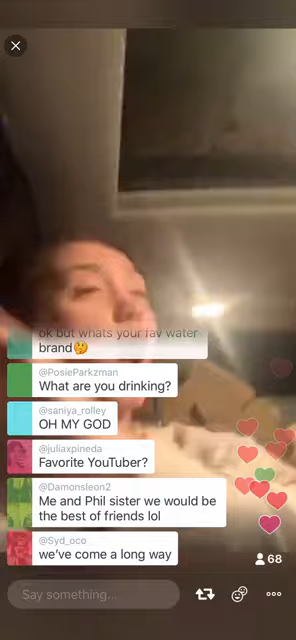 ok but whats your fav water
brand🤔
@PosieParkzman
What are you drinking?
@saniya_rolley
OH MY GOD
@juliaxpineda
Favorite YouTuber?
@Damonsleon2
Me and Phil sister we would be
the best of friends lol
@Syd_oco
we've come a long way
68
Say something...